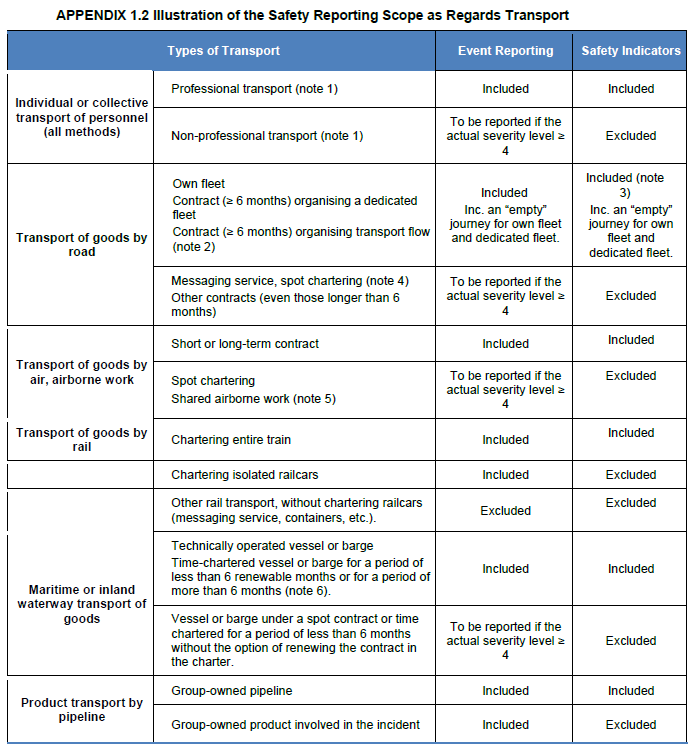 APPENDIX 1.2 Illustration of the Safety Reporting Scope as Regards Transport
Types of Transport
Event Reporting
Safety Indicators
Individual or collective
transport of personnel
(all methods)
Professional transport (note 1)
Included
Included
Non-professional transport (note 1)
To be reported if the
actual severity level ≥
4
Excluded
Transport of goods by
road
Own fleet
Contract (≥ 6 months) organising a dedicated
fleet
Contract (≥ 6 months) organising transport flow
(note 2)
Included
Inc. an “empty”
journey for own fleet
and dedicated fleet.
Included (note
3)
Inc. an “empty”
journey for own
fleet and
dedicated fleet.
Messaging service, spot chartering (note 4)
Other contracts (even those longer than 6
months)
To be reported if the
actual severity level ≥
4
Excluded
Transport of goods by
air, airborne work
Short or long-term contract
Included
Included
Spot chartering
Shared airborne work (note 5)
To be reported if the
actual severity level ≥
4
Excluded
Transport of goods by
rail
Chartering entire train
Included
Included
Chartering isolated railcars
Included
Excluded
Other rail transport, without chartering railcars
(messaging service, containers, etc.).
Excluded
Excluded
Maritime or inland
waterway transport of
goods
Technically operated vessel or barge
Time-chartered vessel or barge for a period of
less than 6 renewable months or for a period of
more than 6 months (note 6).
Included
Included
Vessel or barge under a spot contract or time
chartered for a period of less than 6 months
without the option of renewing the contract in
the charter.
To be reported if the
actual severity level ≥
4
Excluded
Product transport by
pipeline
Group-owned pipeline
Included
Included
Group-owned product involved in the incident
Included
Excluded